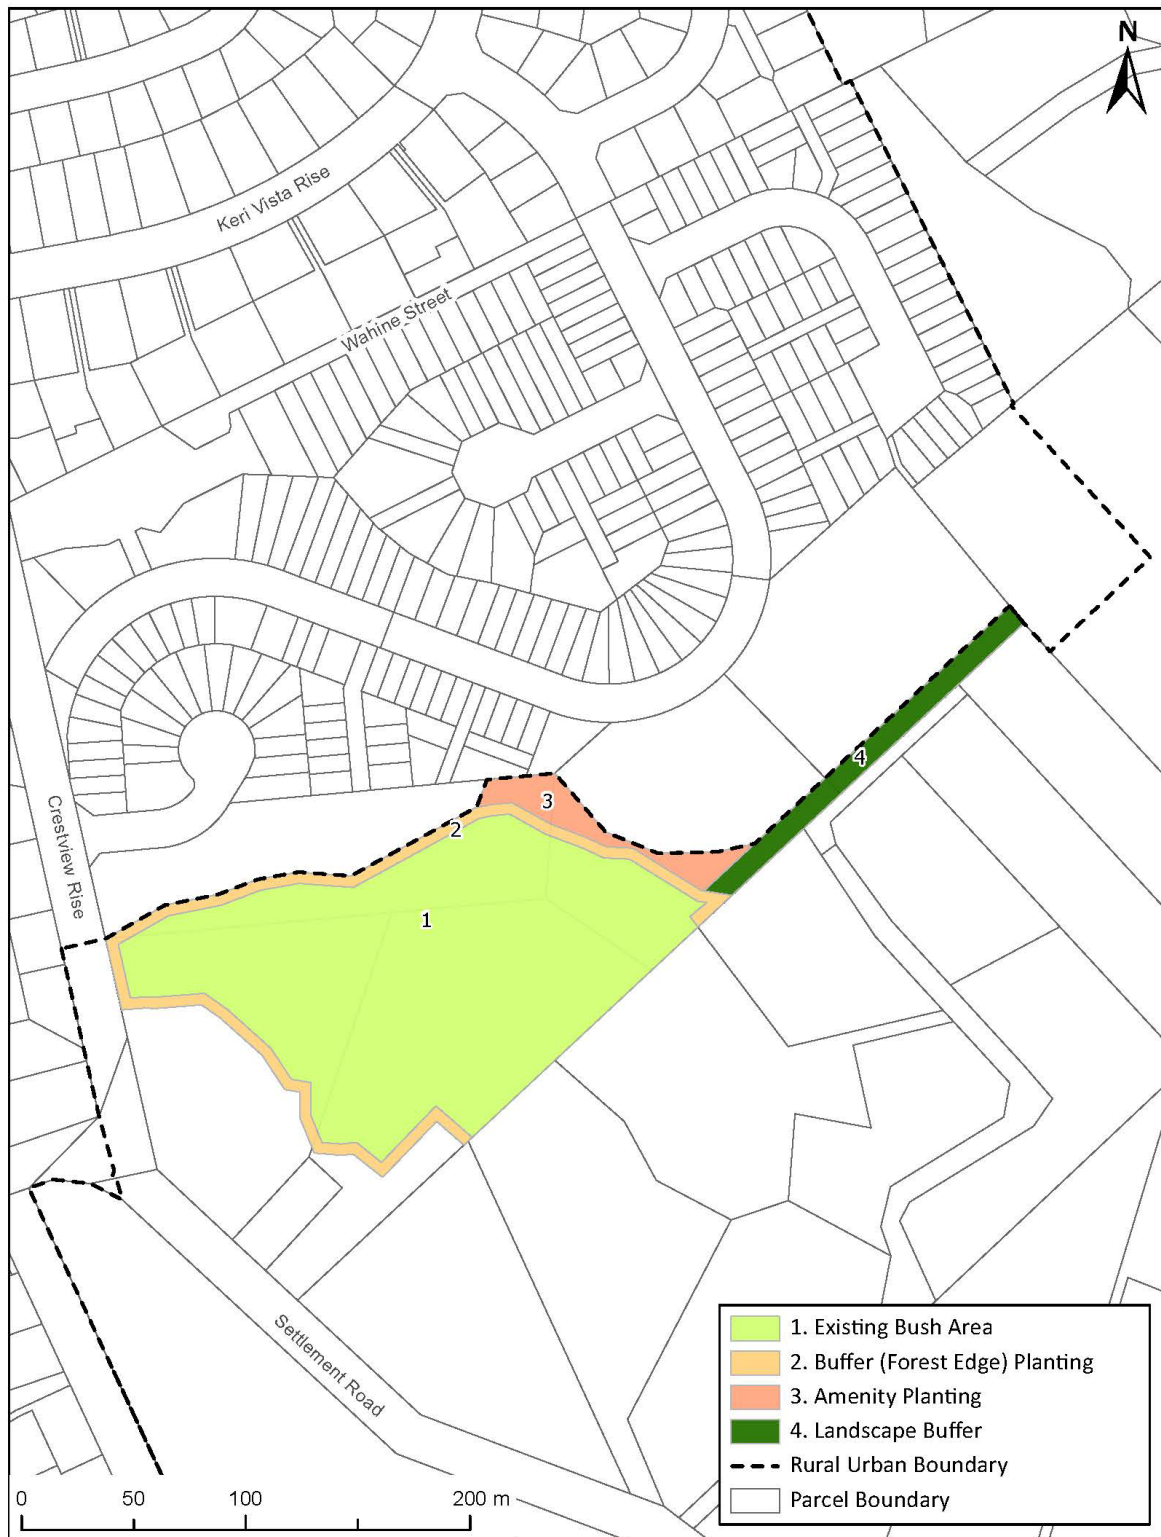 N
Keri Vista Rise
Wahine Street
4
3
2
Crestview Rise
1
Settlement Road
1. Existing Bush Area
2. Buffer (Forest Edge) Planting
3. Amenity Planting
4. Landscape Buffer
Rural Urban Boundary
Parcel Boundary
0 50 100 200 m